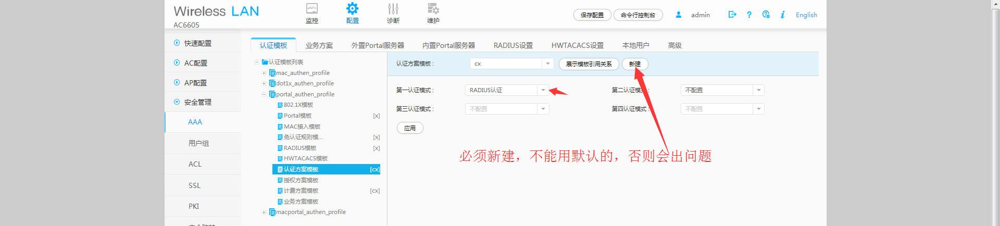 Wireless LAN
AC6605
监控
配置
诊断
维护
保存配置
命令行控制台
admin
English
快速配置
AC配置
AP配置
安全管理
AAA
用户组
ACL
SSL
PKI
认证模板
业务方案
外置Portal服务器
内置Portal服务器
RADIUS设置
HWTACACS设置
本地用户
高级
认证模板列表
mac_authen_profile
dot1x_authen_profile
portal_authen_profile
802.1X模板
Portal模板 [x]
MAC接入模板
免认证规则模... [x]
RADIUS模板 [x]
HWTACACS模板
认证方案模板 [cx]
授权方案模板
计费方案模板 [cx]
业务方案模板
macportal_authen_profile
认证方案模板：
cx
展示模板引用关系
新建
第一认证模式：
RADIUS认证
第二认证模式：
不配置
第三认证模式：
不配置
第四认证模式：
不配置
应用
必须新建，不能用默认的，否则会出问题